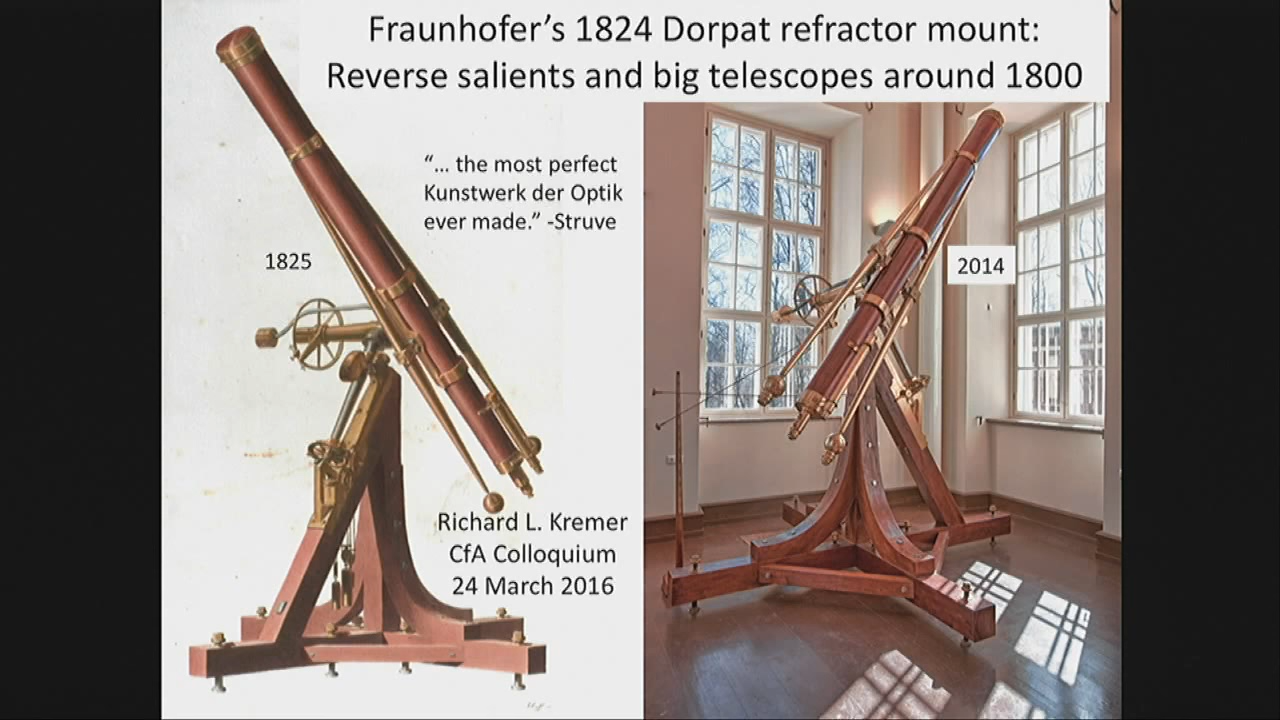 Fraunhofer’s 1824 Dorpat refractor mount:
Reverse salients and big telescopes around 1800
“... the most perfect
Kunstwerk der Optik
ever made.” -Struve
1825
2014
Richard L. Kremer
CfA Colloquium
24 March 2016